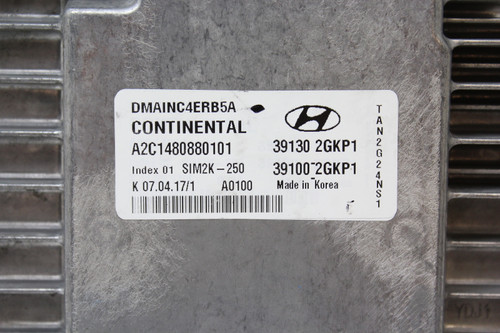 DMAINC4ERB5A
CONTINENTAL
A2C1480880101
39130 2GKP1
Index 01 SIM2K-250
39100-2GKP1
K 07.04.17/1 A0100
Made in Korea
TAN2G24NS1